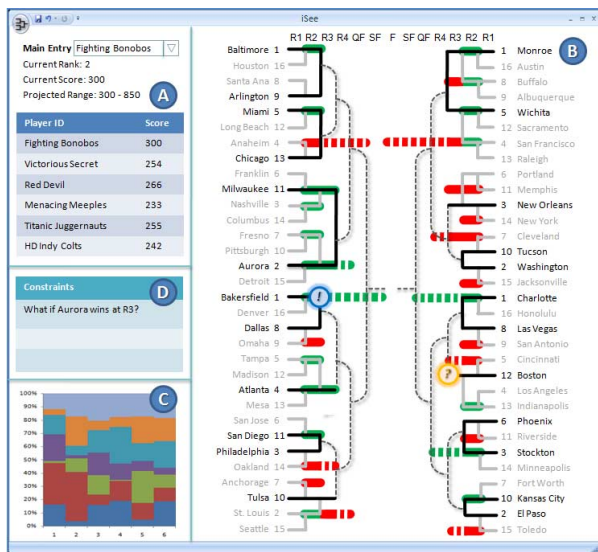 iSee
Main Entry Fighting Bonobos
Current Rank: 2
Current Score: 300
Projected Range: 300 - 850
A
Player ID Score
Fighting Bonobos 300
Victorious Secret 254
Red Devil 266
Menacing Meeples 233
Titanic Juggernauts 255
HD Indy Colts 242
Constraints
D
What if Aurora wins at R3?
C
100%
90%
80%
70%
60%
50%
40%
30%
20%
10%
0%
1 2 3 4 5 6
R1 R2 R3 R4 QF SF F SF QF R4 R3 R2 R1
B
Baltimore 1
Houston 16
Santa Ana 8
Arlington 9
Miami 5
Long Beach 12
Anaheim 4
Chicago 13
Franklin 6
Milwaukee 11
Nashville 3
Columbus 14
Fresno 7
Pittsburgh 10
Aurora 2
Detroit 15
Bakersfield 1
!
Denver 16
Dallas 8
Omaha 9
Tampa 5
Madison 12
Atlanta 4
Mesa 13
San Jose 6
San Diego 11
Philadelphia 3
Oakland 14
Anchorage 7
Tulsa 10
St. Louis 2
Seattle 15
1 Monroe
16 Austin
8 Buffalo
9 Albuquerque
5 Wichita
12 Sacramento
4 San Francisco
13 Raleigh
6 Portland
11 Memphis
3 New Orleans
14 New York
7 Cleveland
10 Tucson
2 Washington
15 Jacksonville
1 Charlotte
16 Honolulu
8 Las Vegas
9 San Antonio
5 Cincinnati
?
12 Boston
4 Los Angeles
13 Indianapolis
6 Phoenix
11 Riverside
3 Stockton
14 Minneapolis
7 Fort Worth
10 Kansas City
2 El Paso
15 Toledo